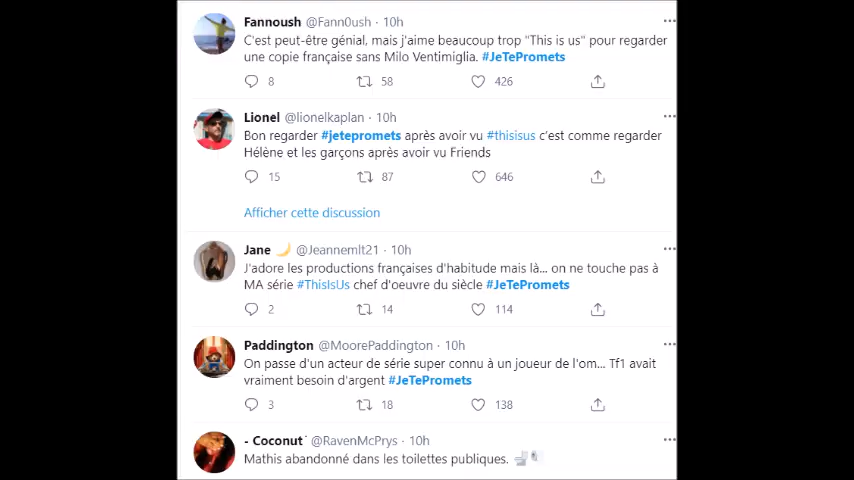 Fannoush @Fann0ush · 10h
C'est peut-être génial, mais j'aime beaucoup trop "This is us" pour regarder
une copie française sans Milo Ventimiglia. #JeTePromets
8 58 426
Lionel @lionelkaplan · 10h
Bon regarder #jetepromets après avoir vu #thisisus c'est comme regarder
Hélène et les garçons après avoir vu Friends
15 87 646
Afficher cette discussion
Jane @Jeannemlt21 · 10h
J'adore les productions françaises d'habitude mais là... on ne touche pas à
MA série #ThisIsUs chef d'oeuvre du siècle #JeTePromets
2 14 114
Paddington @MoorePaddington · 10h
On passe d'un acteur de série super connu à un joueur de l'om... Tf1 avait
vraiment besoin d'argent #JeTePromets
3 18 138
- Coconut˙ @RavenMcPrys · 10h
Mathis abandonné dans les toilettes publiques.